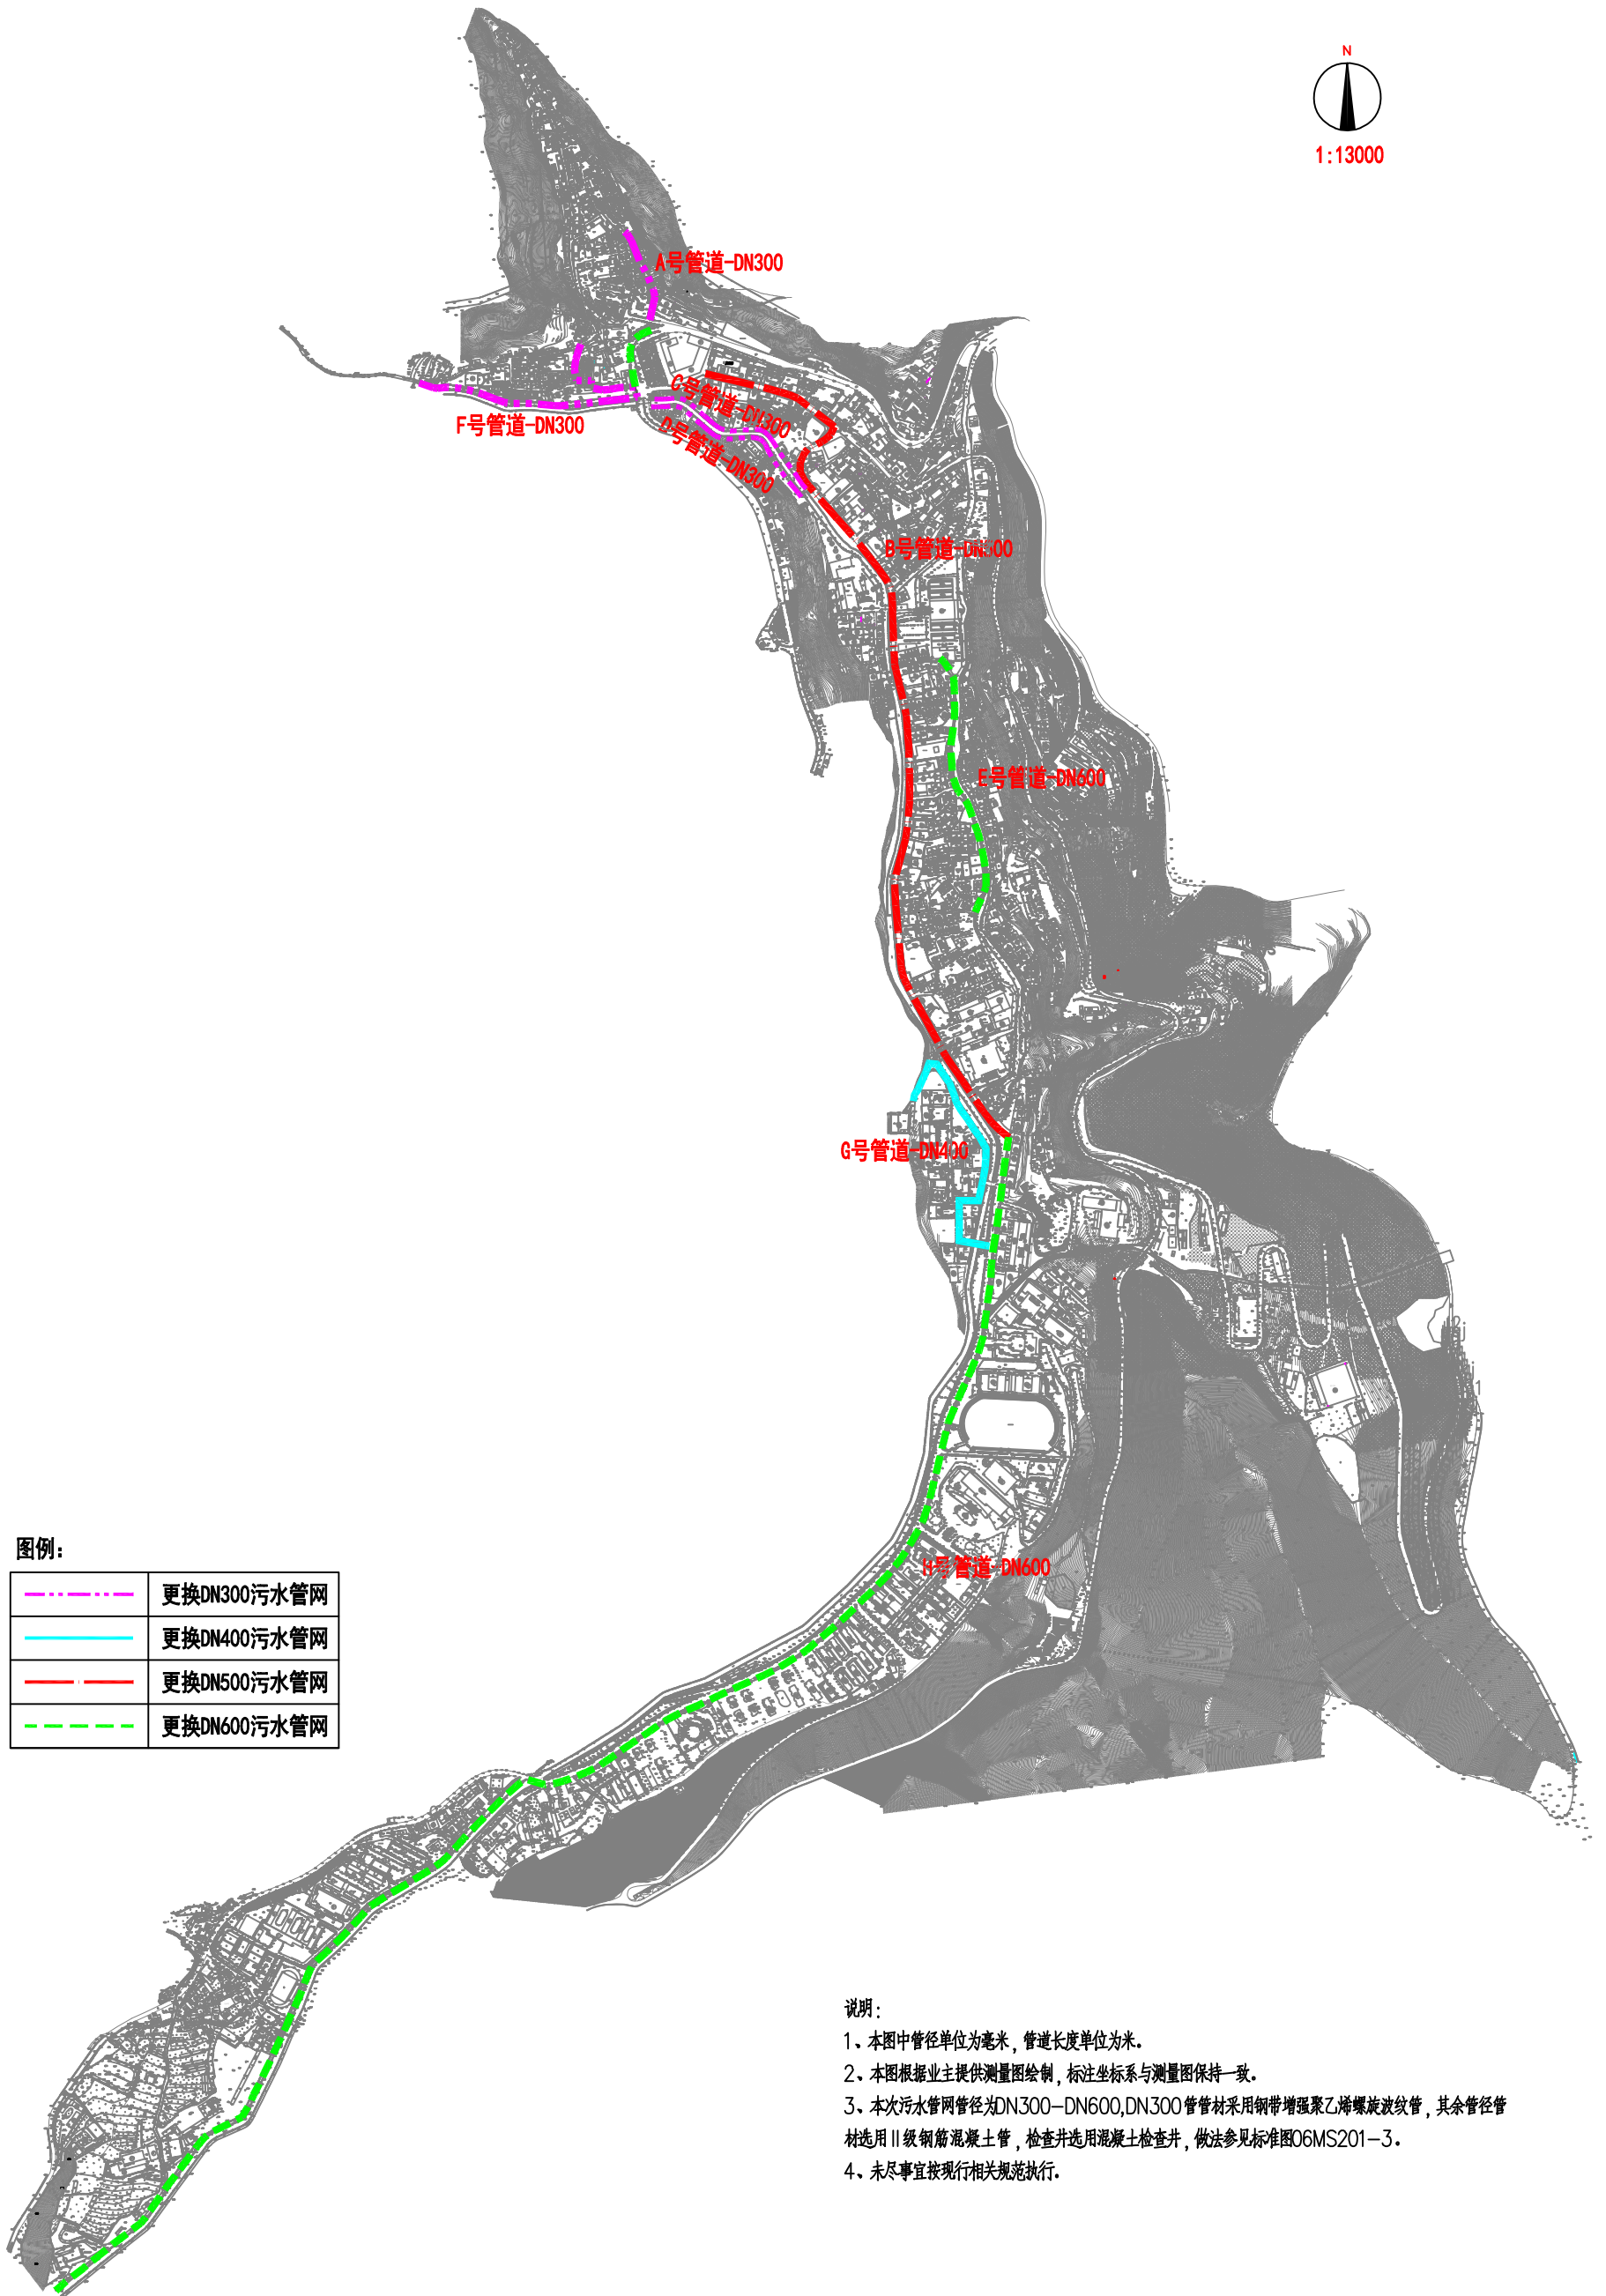 N
1:13000
A号管道-DN300
C号管道-DN300
F号管道-DN300
D号管道-DN300
B号管道-DN500
E号管道-DN600
G号管道-DN400
H号管道-DN600
图例：
更换DN300污水管网
更换DN400污水管网
更换DN500污水管网
更换DN600污水管网
说明：
1、本图中管径单位为毫米，管道长度单位为米。
2、本图根据业主提供测量图绘制，标注坐标系与测量图保持一致。
3、本次污水管网管径为DN300-DN600,DN300管管材采用钢带增强聚乙烯螺旋波纹管，其余管径管
材选用II级钢筋混凝土管，检查井选用混凝土检查井，做法参见标准图06MS201-3。
4、未尽事宜按现行相关规范执行。